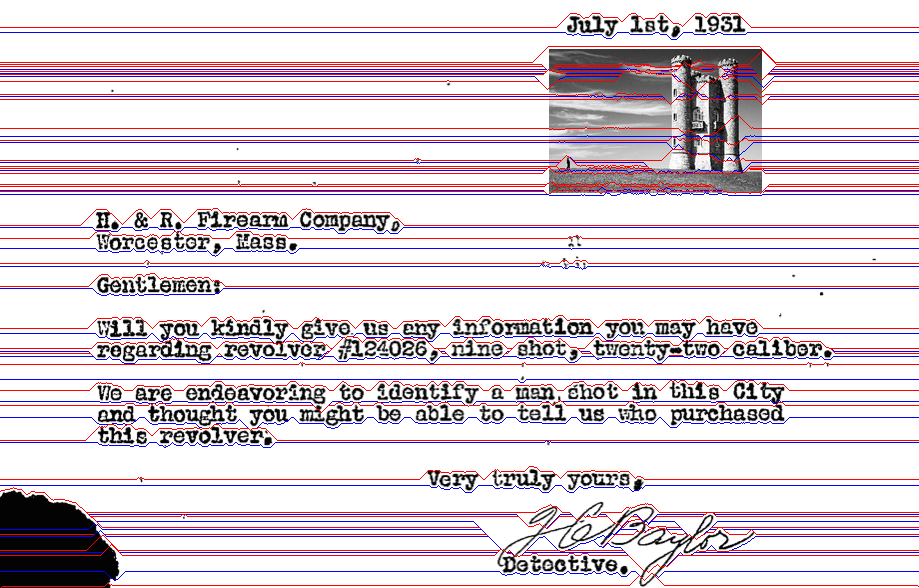 July 1st, 1931
H. & R. Firearm Company,
Worcester, Mass.
Gentlemen:
Will you kindly give us any information you may have
regarding revolver #124026, nine shot, twenty-two caliber.
We are endeavoring to identify a man shot in this City
and thought you might be able to tell us who purchased
this revolver.
Very truly yours,
J C Baylor
Detective.